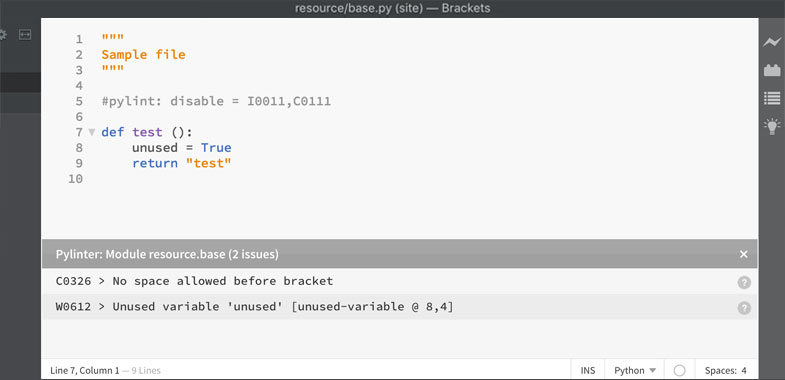 resource/base.py (site) — Brackets
1 """
2 Sample file
3 """
4
5 #pylint: disable = I0011,C0111
6
7 def test ():
8     unused = True
9     return "test"
10
Pylinter: Module resource.base (2 issues) ×
C0326 > No space allowed before bracket ?
W0612 > Unused variable 'unused' [unused-variable @ 8,4] ?
Line 7, Column 1 — 9 Lines INS Python Spaces: 4